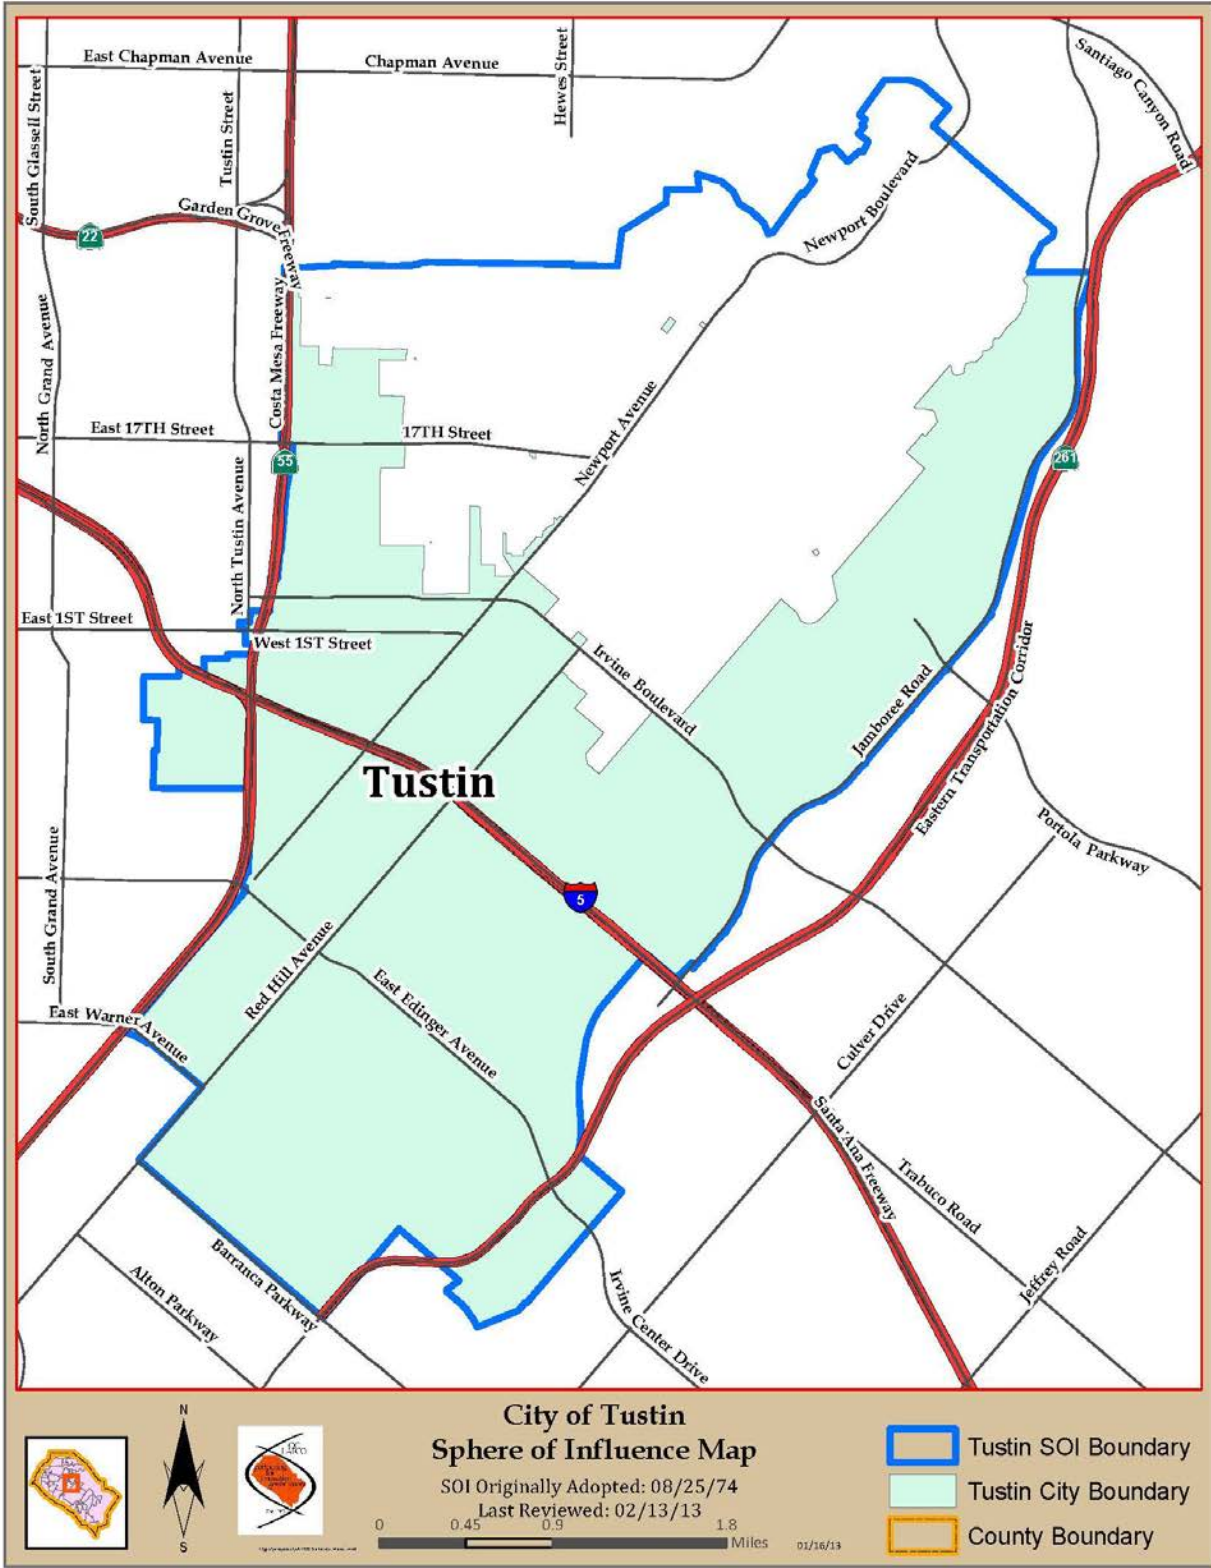 East Chapman Avenue
Chapman Avenue
Hewes Street
Santiago Canyon Road
South Glassell Street
Tustin Street
Garden Grove Freeway
22
Newport Boulevard
North Grand Avenue
Costa Mesa Freeway
East 17TH Street
17TH Street
Newport Avenue
55
261
North Tustin Avenue
East 1ST Street
West 1ST Street
Irvine Boulevard
Jamboree Road
Eastern Transportation Corridor
Tustin
Portola Parkway
South Grand Avenue
5
Red Hill Avenue
East Edinger Avenue
East Warner Avenue
Culver Drive
Santa Ana Freeway
Trabuco Road
Jeffrey Road
Barranca Parkway
Alton Parkway
Irvine Center Drive
N
S
City of Tustin
Sphere of Influence Map
SOI Originally Adopted: 08/25/74
Last Reviewed: 02/13/13
0 0.45 0.9 1.8
Miles
01/16/13
Tustin SOI Boundary
Tustin City Boundary
County Boundary